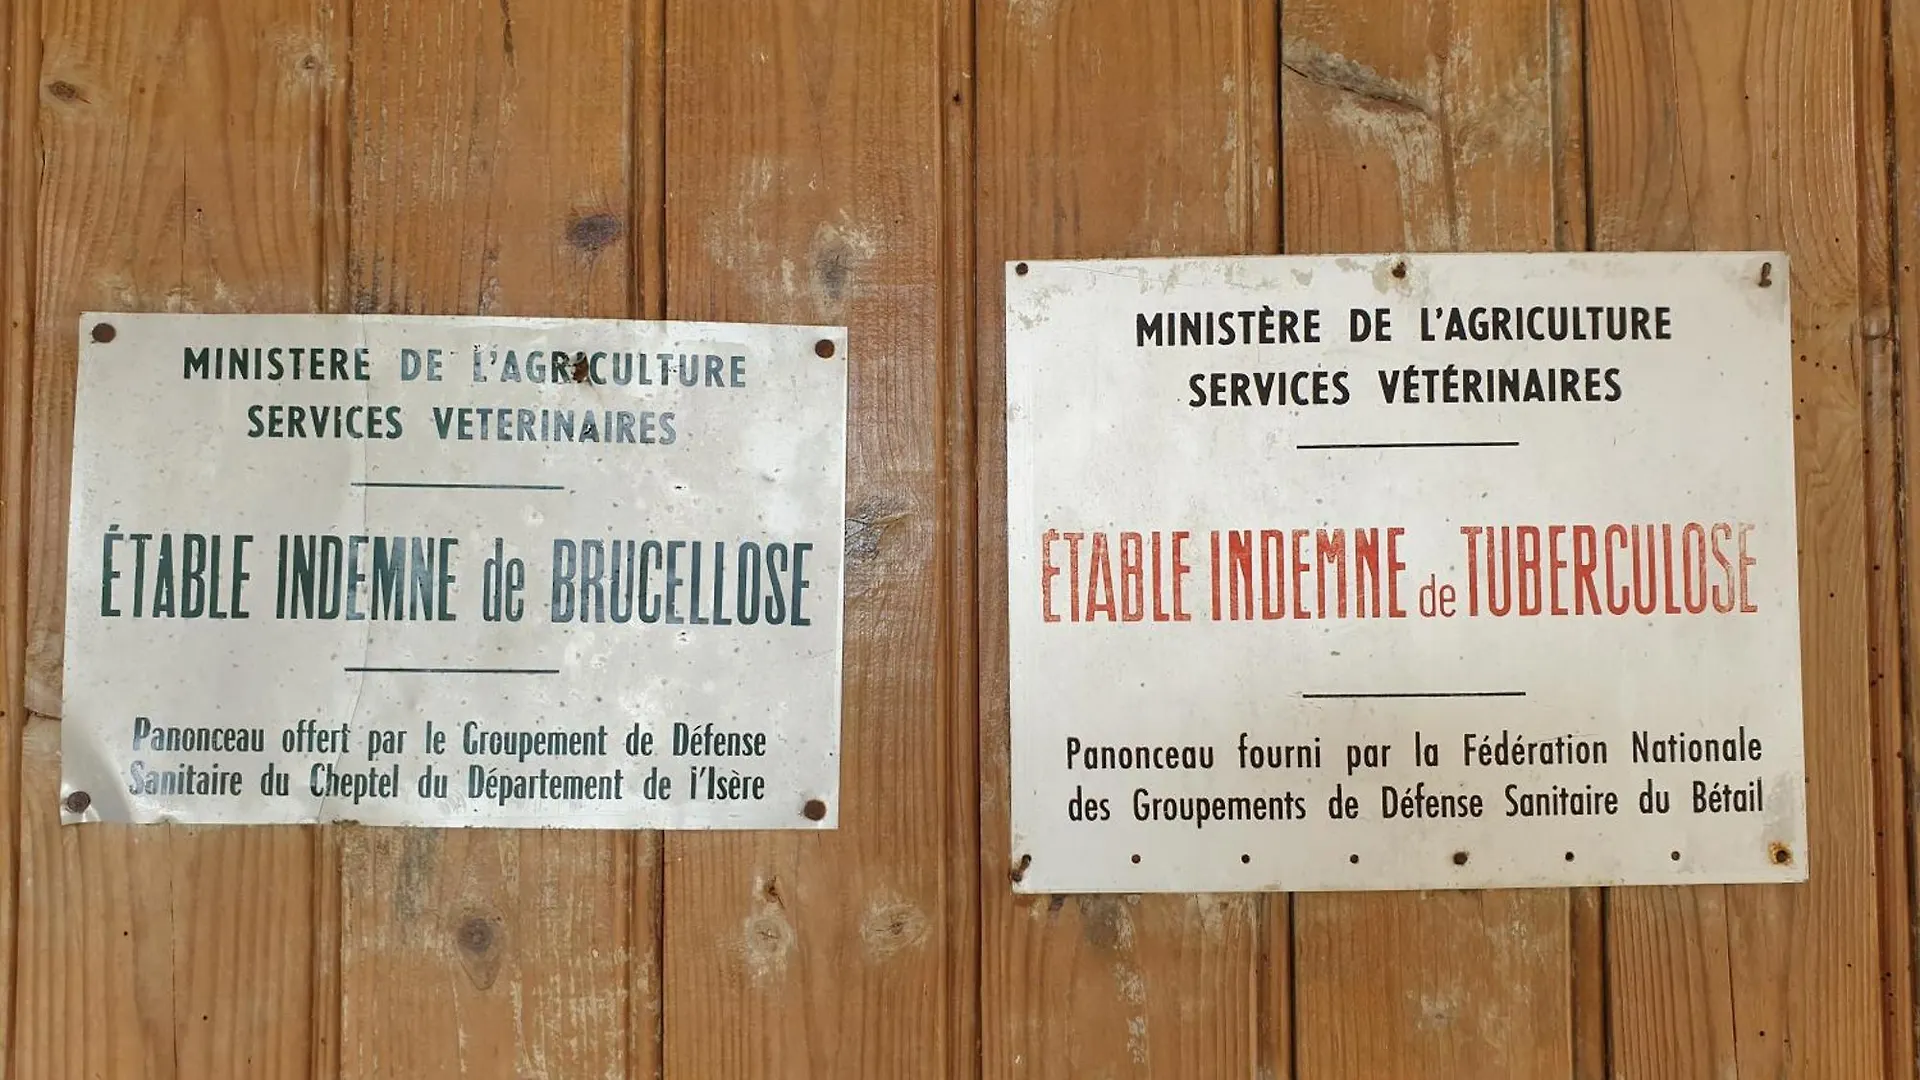 MINISTERE DE L'AGRICULTURE
SERVICES VETERINAIRES
ÉTABLE INDEMNE de BRUCELLOSE
Panonceau offert par le Groupement de Défense
Sanitaire du Cheptel du Département de l'Isère
MINISTÈRE DE L'AGRICULTURE
SERVICES VÉTÉRINAIRES
ÉTABLE INDEMNE de TUBERCULOSE
Panonceau fourni par la Fédération Nationale
des Groupements de Défense Sanitaire du Bétail